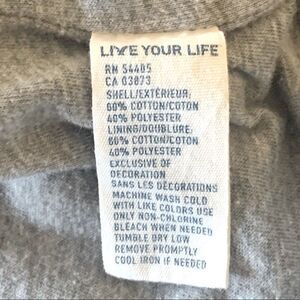 LIVE YOUR LIFE
RN 54485
CA 03073
SHELL/EXTÉRIEUR:
60% COTTON/COTON
40% POLYESTER
LINING/DOUBLURE:
60% COTTON/COTON
40% POLYESTER
EXCLUSIVE OF
DECORATION
SANS LES DÉCORATIONS
MACHINE WASH COLD
WITH LIKE COLORS USE
ONLY NON-CHLORINE
BLEACH WHEN NEEDED
TUMBLE DRY LOW
REMOVE PROMPTLY
COOL IRON IF NEEDED